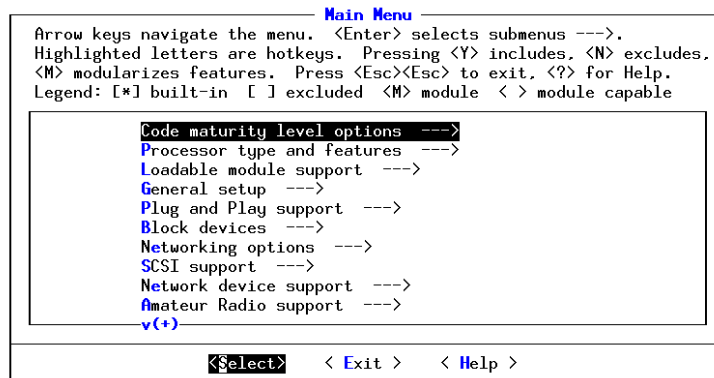 Main Menu
Arrow keys navigate the menu.  <Enter> selects submenus --->.
Highlighted letters are hotkeys.  Pressing <Y> includes, <N> excludes,
<M> modularizes features.  Press <Esc><Esc> to exit, <?> for Help.
Legend: [*] built-in  [ ] excluded  <M> module  < > module capable
Code maturity level options  --->
Processor type and features  --->
Loadable module support  --->
General setup  --->
Plug and Play support  --->
Block devices  --->
Networking options  --->
SCSI support  --->
Network device support  --->
Amateur Radio support  --->
v(+)
<Select>    < Exit >    < Help >